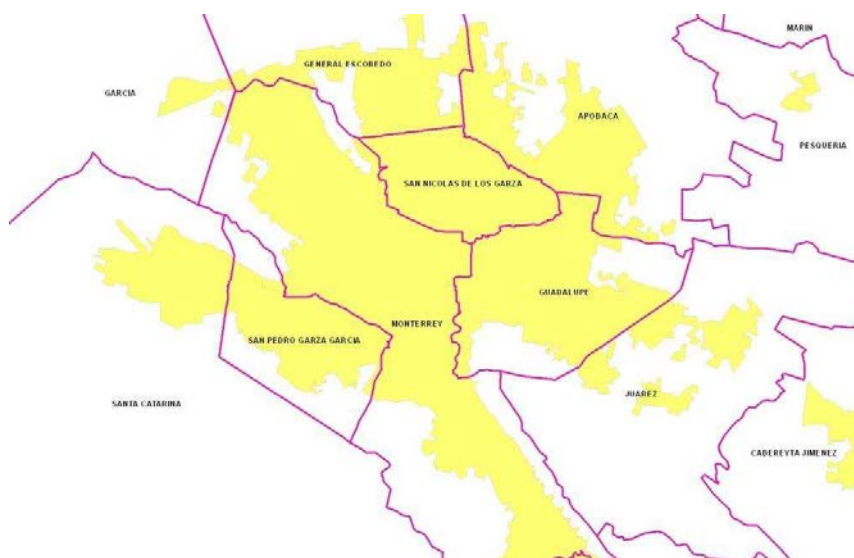 MARIN
GENERAL ESCOBEDO
GARCIA
APODACA
PESQUERIA
SAN NICOLAS DE LOS GARZA
GUADALUPE
MONTERREY
SAN PEDRO GARZA GARCIA
JUAREZ
SANTA CATARINA
CADEREYTA JIMENEZ